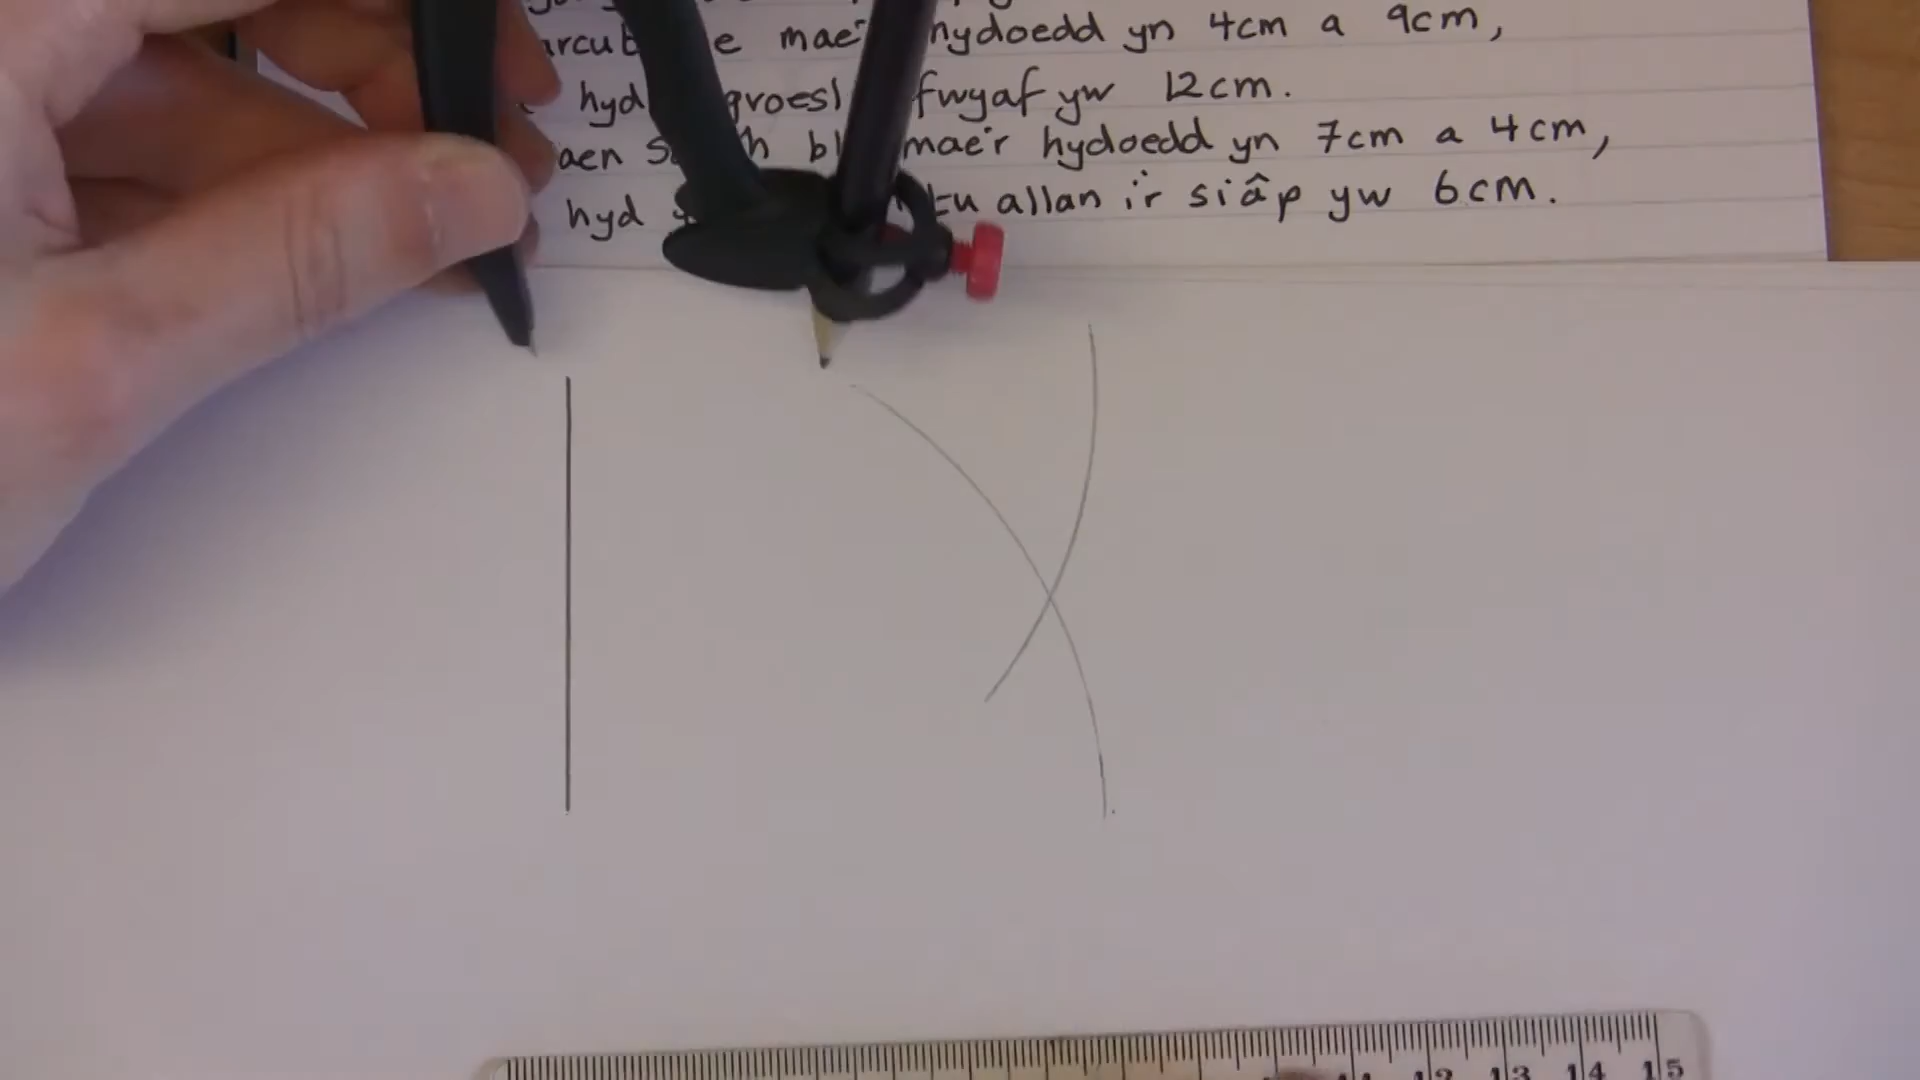 mae' hydoedd yn 4cm a 9cm,
hyd groesl fwyaf yw 12cm.
aen mae'r hydoedd yn 7cm a 4cm,
hyd tu allan i'r siâp yw 6cm.
12 13 14 15